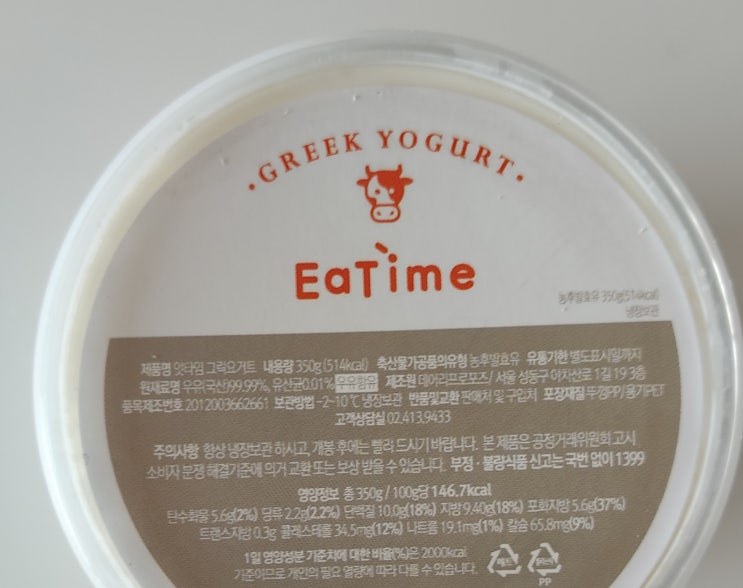 ·GREEK YOGURT·
EaTime
농후발효유 350g(514kcal)
냉장보관
제품명 잇타임 그릭요거트 내용량 350g(514kcal) 축산물가공품의유형 농후발효유 유통기한 별도표시일까지
원재료명 우유(국산)99.99%, 유산균0.01% 우유함유 제조원 데어리프로포즈/ 서울 성동구 아차산로 1길 19 3층
품목제조번호 2012003662661 보관방법 -2~10℃ 냉장보관 반품및교환 판매처 및 구입처 포장재질 뚜껑PP/용기PET
고객상담실 02.413.9433
주의사항 항상 냉장보관 하시고, 개봉 후에는 빨리 드시기 바랍니다. 본 제품은 공정거래위원회 고시
소비자 분쟁 해결기준에 의거 교환 또는 보상 받을 수 있습니다. 부정·불량식품 신고는 국번 없이 1399
영양정보 총 350g / 100g당 146.7kcal
탄수화물 5.6g(2%) 당류 2.2g(2.2%) 단백질 10.0g(18%) 지방 9.40g(18%) 포화지방 5.6g(37%)
트랜스지방 0.3g 콜레스테롤 34.5mg(12%) 나트륨 19.1mg(1%) 칼슘 65.8mg(9%)
1일 영양성분 기준치에 대한 비율(%)은 2000kcal
기준이므로 개인의 필요 열량에 따라 다를 수 있습니다.
PP